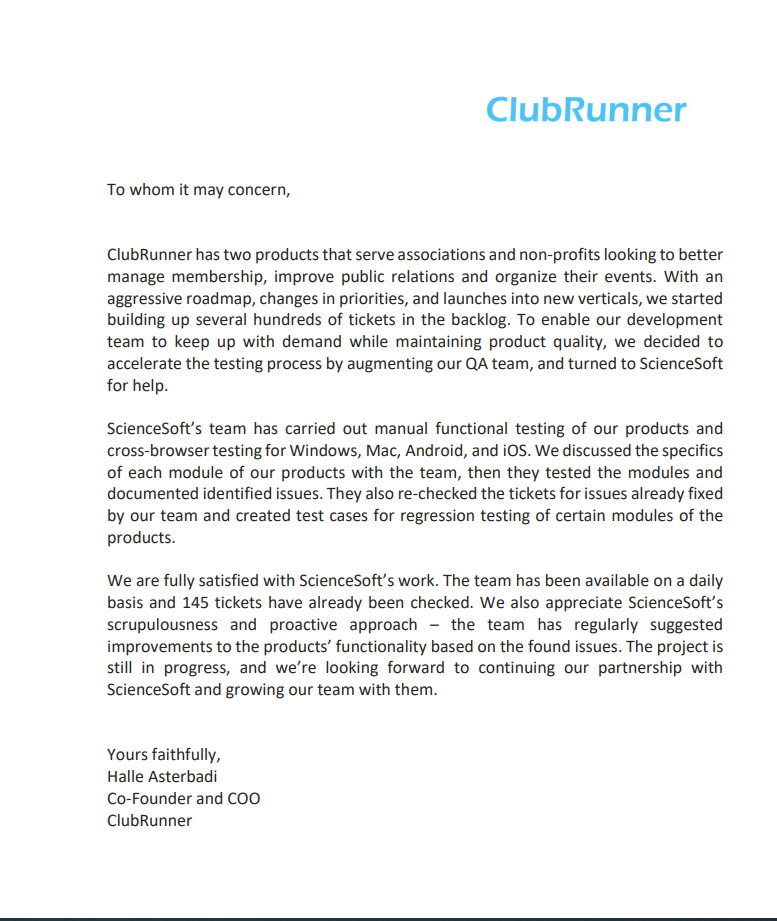 ClubRunner
To whom it may concern,
ClubRunner has two products that serve associations and non-profits looking to better
manage membership, improve public relations and organize their events. With an
aggressive roadmap, changes in priorities, and launches into new verticals, we started
building up several hundreds of tickets in the backlog. To enable our development
team to keep up with demand while maintaining product quality, we decided to
accelerate the testing process by augmenting our QA team, and turned to ScienceSoft
for help.
ScienceSoft’s team has carried out manual functional testing of our products and
cross-browser testing for Windows, Mac, Android, and iOS. We discussed the specifics
of each module of our products with the team, then they tested the modules and
documented identified issues. They also re-checked the tickets for issues already fixed
by our team and created test cases for regression testing of certain modules of the
products.
We are fully satisfied with ScienceSoft’s work. The team has been available on a daily
basis and 145 tickets have already been checked. We also appreciate ScienceSoft’s
scrupulousness and proactive approach – the team has regularly suggested
improvements to the products’ functionality based on the found issues. The project is
still in progress, and we’re looking forward to continuing our partnership with
ScienceSoft and growing our team with them.
Yours faithfully,
Halle Asterbadi
Co-Founder and COO
ClubRunner